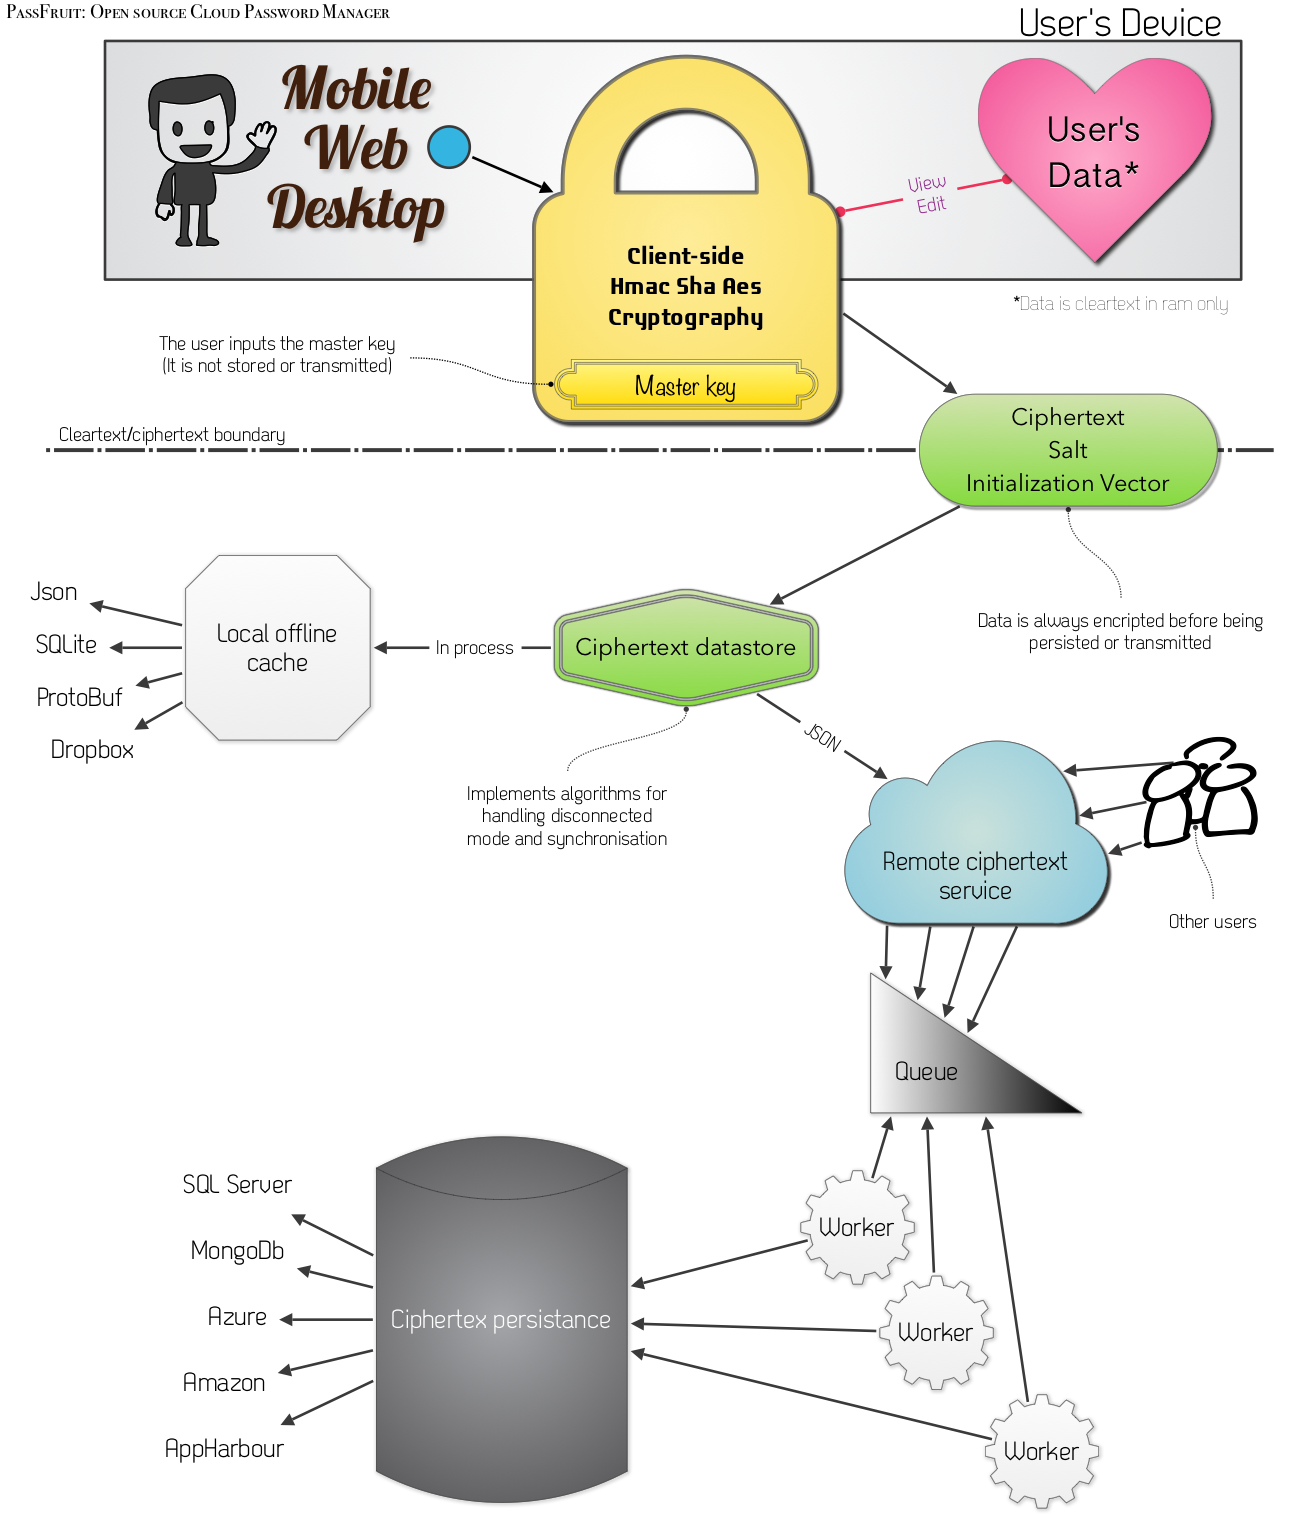 PassFruit: Open source Cloud Password Manager
User's Device
Mobile
Web
Desktop
User's
Data*
View
Edit
Client-side
Hmac Sha Aes
Cryptography
*Data is cleartext in ram only
The user inputs the master key
(It is not stored or transmitted)
Master key
Cleartext/ciphertext boundary
Ciphertext
Salt
Initialization Vector
Json
SQLite
ProtoBuf
Dropbox
Local offline
cache
In process
Ciphertext datastore
Data is always encripted before being
persisted or transmitted
JSON
Implements algorithms for
handling disconnected
mode and synchronisation
Remote ciphertext
service
Other users
Queue
SQL Server
MongoDb
Azure
Amazon
AppHarbour
Ciphertex persistance
Worker
Worker
Worker